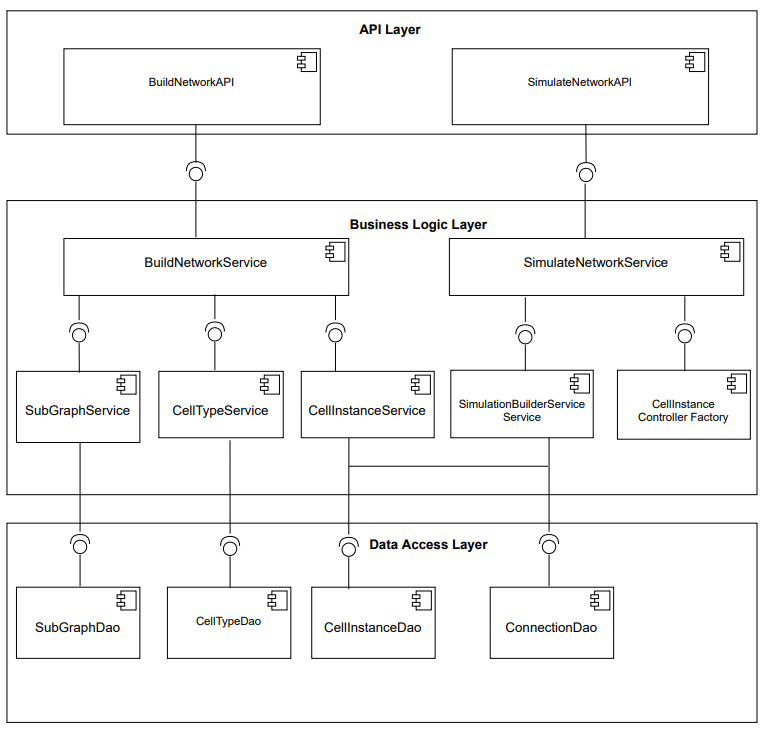 API Layer
BuildNetworkAPI
SimulateNetworkAPI
Business Logic Layer
BuildNetworkService
SimulateNetworkService
SubGraphService
CellTypeService
CellInstanceService
SimulationBuilderService
Service
CellInstance
Controller Factory
Data Access Layer
SubGraphDao
CellTypeDao
CellInstanceDao
ConnectionDao